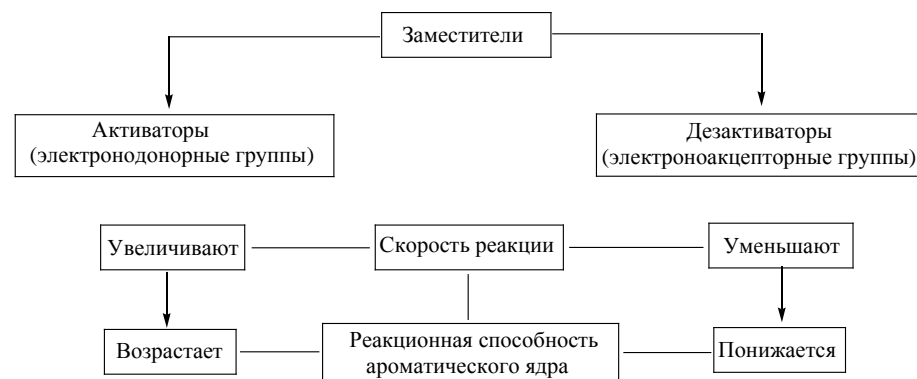 Заместители
Активаторы
(электронодонорные группы)
Дезактиваторы
(электроноакцепторные группы)
Увеличивают
Скорость реакции
Уменьшают
Возрастает
Реакционная способность
ароматического ядра
Понижается